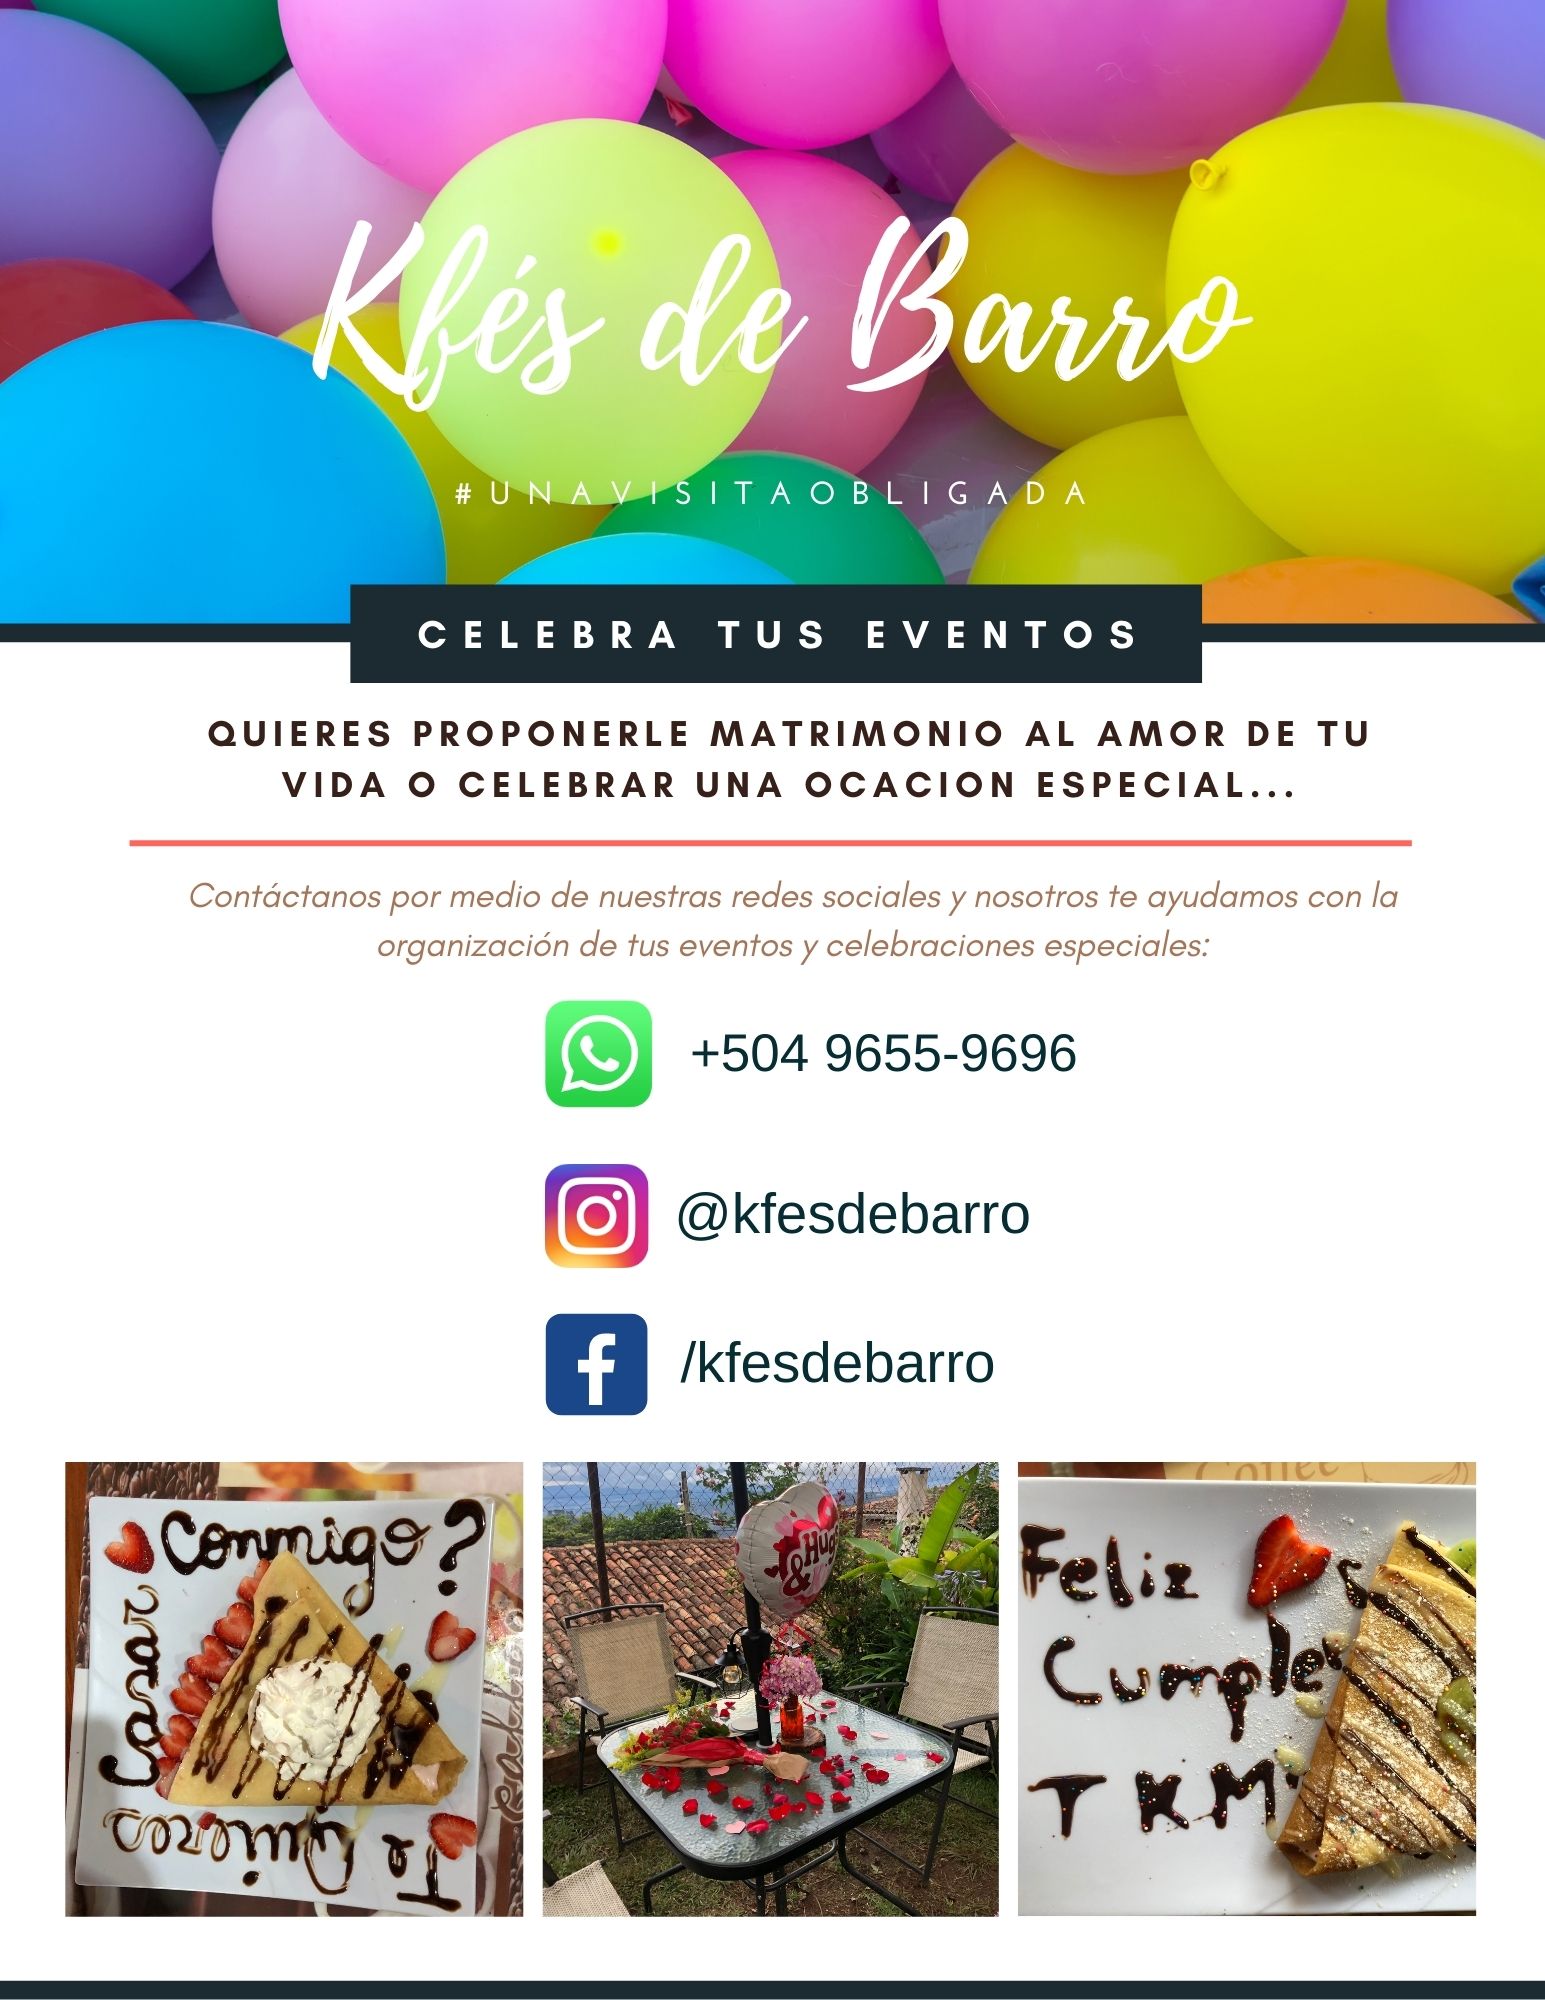 Kfés de Barro
#UNAVISITAOBLIGADA
CELEBRA TUS EVENTOS
QUIERES PROPONERLE MATRIMONIO AL AMOR DE TU
VIDA O CELEBRAR UNA OCACION ESPECIAL...
Contáctanos por medio de nuestras redes sociales y nosotros te ayudamos con la
organización de tus eventos y celebraciones especiales:
+504 9655-9696
@kfesdebarro
/kfesdebarro
Te Quieres
Casar
Conmigo?
&
Coffee
Feliz
Cumple
TKM